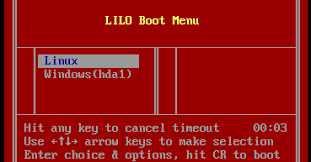 LILO Boot Menu
Linux
Windows(hda1)
Hit any key to cancel timeout 00:03
Use ←↑↓→ arrow keys to make selection
Enter choice & options, hit CR to boot